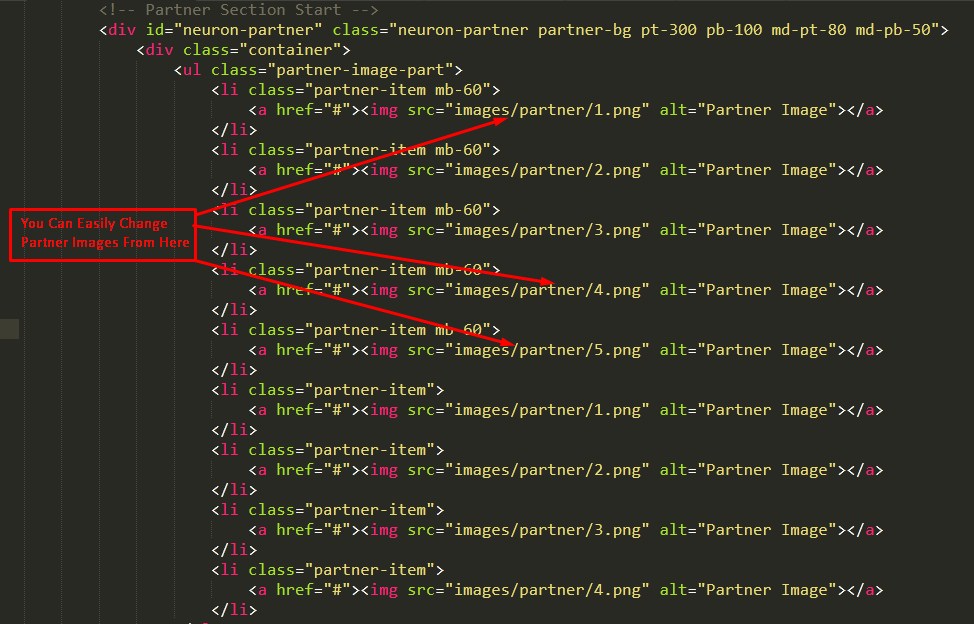 <!-- Partner Section Start -->
<div id="neuron-partner" class="neuron-partner partner-bg pt-300 pb-100 md-pt-80 md-pb-50">
<div class="container">
<ul class="partner-image-part">
<li class="partner-item mb-60">
<a href="#"><img src="images/partner/1.png" alt="Partner Image"></a>
</li>
<li class="partner-item mb-60">
<a href="#"><img src="images/partner/2.png" alt="Partner Image"></a>
</li>
<li class="partner-item mb-60">
You Can Easily Change
<a href="#"><img src="images/partner/3.png" alt="Partner Image"></a>
Partner Images From Here
</li>
<li class="partner-item mb-60">
<a href="#"><img src="images/partner/4.png" alt="Partner Image"></a>
</li>
<li class="partner-item mb-60">
<a href="#"><img src="images/partner/5.png" alt="Partner Image"></a>
</li>
<li class="partner-item">
<a href="#"><img src="images/partner/1.png" alt="Partner Image"></a>
</li>
<li class="partner-item">
<a href="#"><img src="images/partner/2.png" alt="Partner Image"></a>
</li>
<li class="partner-item">
<a href="#"><img src="images/partner/3.png" alt="Partner Image"></a>
</li>
<li class="partner-item">
<a href="#"><img src="images/partner/4.png" alt="Partner Image"></a>
</li>